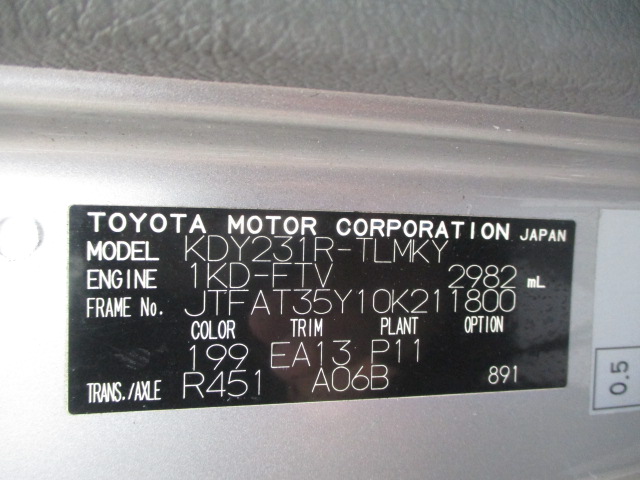 TOYOTA MOTOR CORPORATION JAPAN
MODEL KDY231R-TLMKY
ENGINE 1KD-FTV 2982 mL
FRAME No. JTFAT35Y10K211800
COLOR TRIM PLANT OPTION
199 EA13 P11
TRANS./AXLE R451 A06B 891
0.5